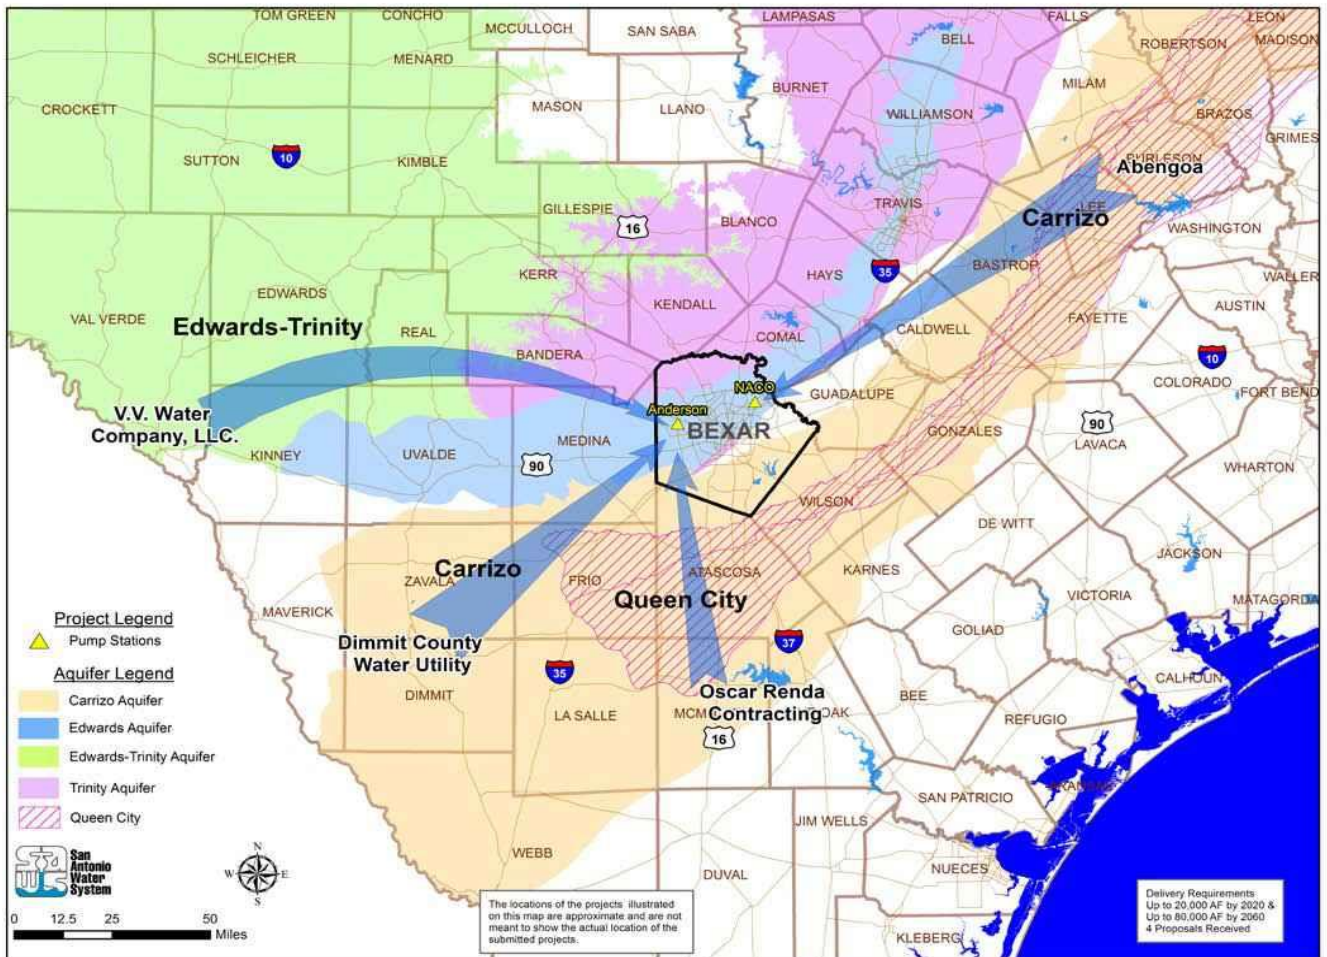 TOM GREEN
CONCHO
MCCULLOCH
SAN SABA
LAMPASAS
FALLS
LEON
BELL
ROBERTSON
MADISON
SCHLEICHER
MENARD
MILAM
BURNET
CROCKETT
MASON
LLANO
WILLIAMSON
BRAZOS
GRIMES
10
SUTTON
KIMBLE
BURLESON
Abengoa
GILLESPIE
TRAVIS
LEE
Carrizo
16
BLANCO
WASHINGTON
35
BASTROP
KERR
HAYS
WALLER
EDWARDS
KENDALL
AUSTIN
VAL VERDE
Edwards-Trinity
REAL
FAYETTE
CALDWELL
COMAL
BANDERA
10
COLORADO
NACO
GUADALUPE
FORT BEND
V.V. Water
Company, LLC.
Anderson
BEXAR
90
GONZALES
LAVACA
MEDINA
KINNEY
UVALDE
90
WHARTON
WILSON
DE WITT
JACKSON
Carrizo
ZAVALA
FRIO
ATASCOSA
KARNES
Queen City
VICTORIA
MATAGORDA
MAVERICK
Project Legend
Pump Stations
GOLIAD
37
Dimmit County
Water Utility
35
Aquifer Legend
CALHOUN
Oscar Renda
Contracting
DIMMIT
BEE
Carrizo Aquifer
LA SALLE
REFUGIO
Edwards Aquifer
16
Edwards-Trinity Aquifer
Trinity Aquifer
SAN PATRICIO
Queen City
JIM WELLS
WEBB
San
Antonio
Water
System
N
W E
S
DUVAL
NUECES
The locations of the projects illustrated
on this map are approximate and are not
meant to show the actual location of the
submitted projects.
Delivery Requirements
Up to 20,000 AF by 2020 &
Up to 80,000 AF by 2060
4 Proposals Received
0 12.5 25 50
Miles
KLEBERG